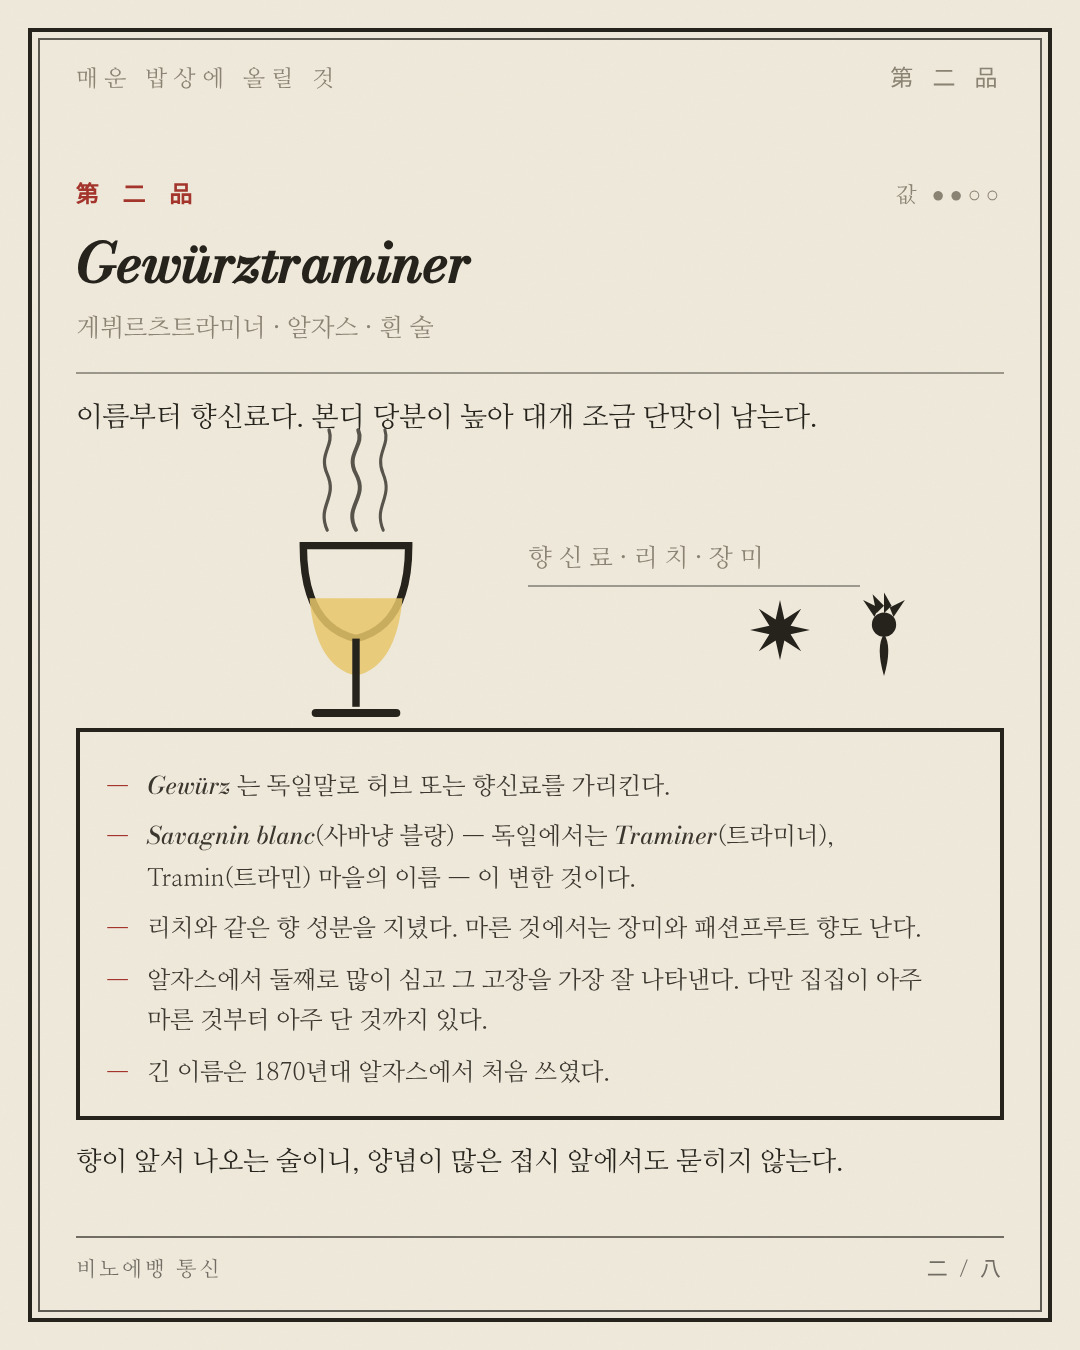 매운 밥상에 올릴 것
第二品
第二品
값 ●●○○
Gewürztraminer
게뷔르츠트라미너 · 알자스 · 흰 술
이름부터 향신료다. 본디 당분이 높아 대개 조금 단맛이 남는다.
향신료·리치·장미
— Gewürz 는 독일말로 허브 또는 향신료를 가리킨다.
— Savagnin blanc(사바냥 블랑) — 독일에서는 Traminer(트라미너),
Tramin(트라민) 마을의 이름 — 이 변한 것이다.
— 리치와 같은 향 성분을 지녔다. 마른 것에서는 장미와 패션프루트 향도 난다.
— 알자스에서 둘째로 많이 심고 그 고장을 가장 잘 나타낸다. 다만 집집이 아주
마른 것부터 아주 단 것까지 있다.
— 긴 이름은 1870년대 알자스에서 처음 쓰였다.
향이 앞서 나오는 술이니, 양념이 많은 접시 앞에서도 묻히지 않는다.
비노에뱅 통신
二 / 八